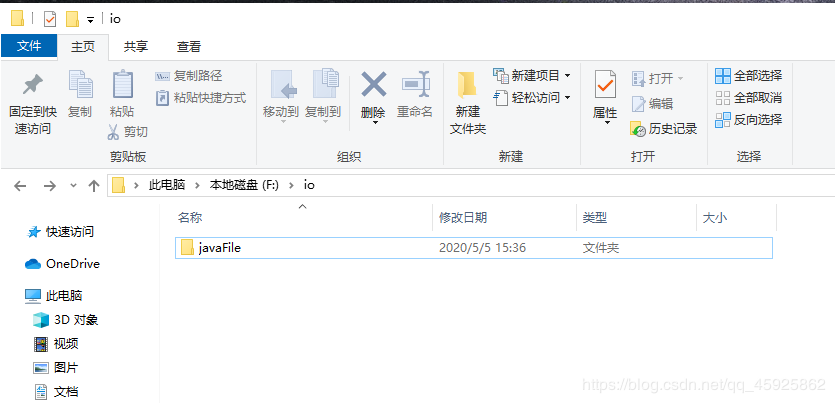 io
文件 主页 共享 查看
固定到快速访问 复制 粘贴 复制路径 粘贴快捷方式 剪切 移动到 复制到 删除 重命名 新建文件夹 新建项目 轻松访问 属性 打开 编辑 历史记录 全部选择 全部取消 反向选择
剪贴板 组织 新建 打开 选择
此电脑 > 本地磁盘 (F:) > io
名称 修改日期 类型 大小
javaFile 2020/5/5 15:36 文件夹
快速访问
OneDrive
此电脑
3D 对象
视频
图片
文档
https://blog.csdn.net/qq_45925862